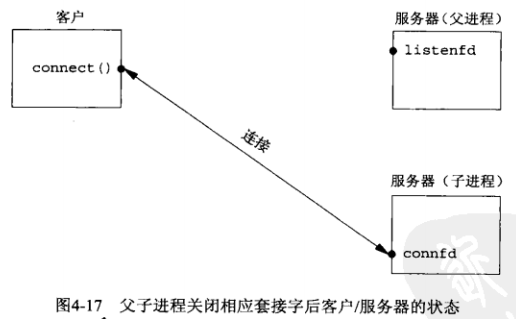 客户
connect()
服务器(父进程)
listenfd
连接
服务器(子进程)
connfd
图4-17 父子进程关闭相应套接字后客户/服务器的状态